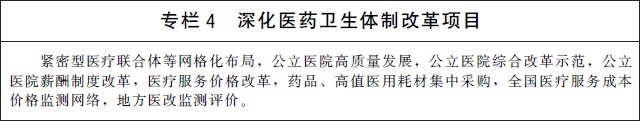 专栏 4 深化医药卫生体制改革项目
紧密型医疗联合体等网格化布局，公立医院高质量发展，公立医院综合改革示范，公立
医院薪酬制度改革，医疗服务价格改革，药品、高值医用耗材集中采购，全国医疗服务成本
价格监测网络，地方医改监测评价。